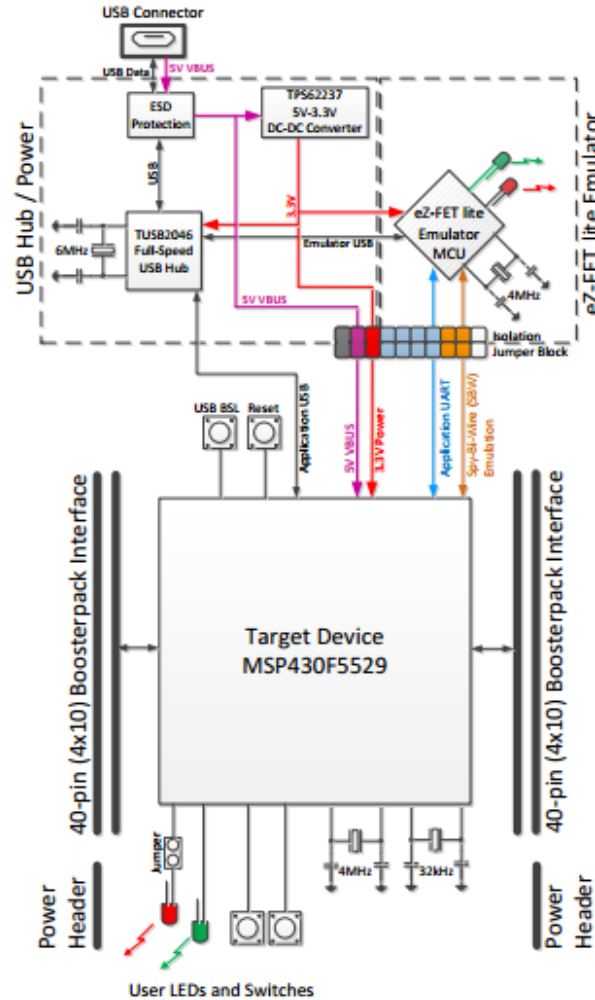 USB Connector
USB Data
5V VBUS
ESD
Protection
TPS62237
5V-3.3V
DC-DC Converter
USB
3.3V
USB Hub / Power
eZ-FET lite Emulator
eZ-FET lite
Emulator
MCU
6MHz
TUSB2046
Full-Speed
USB Hub
Emulator USB
4MHz
5V VBUS
Isolation
Jumper Block
USB BSL
Reset
Application USB
5V VBUS
3.3V Power
Application UART
Spy-Bi-Wire (SBW)
Emulation
40-pin (4x10) Boosterpack Interface
Target Device
MSP430F5529
40-pin (4x10) Boosterpack Interface
Power
Header
Jumper
4MHz
32kHz
Power
Header
User LEDs and Switches